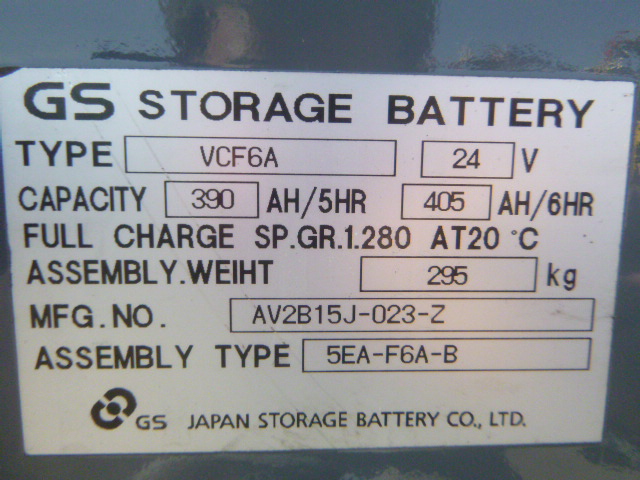 GS STORAGE BATTERY
TYPE VCF6A 24 V
CAPACITY 390 AH/5HR 405 AH/6HR
FULL CHARGE SP.GR.1.280 AT20 °C
ASSEMBLY.WEIHT 295 kg
MFG.NO. AV2B15J-023-Z
ASSEMBLY TYPE 5EA-F6A-B
GS JAPAN STORAGE BATTERY CO., LTD.